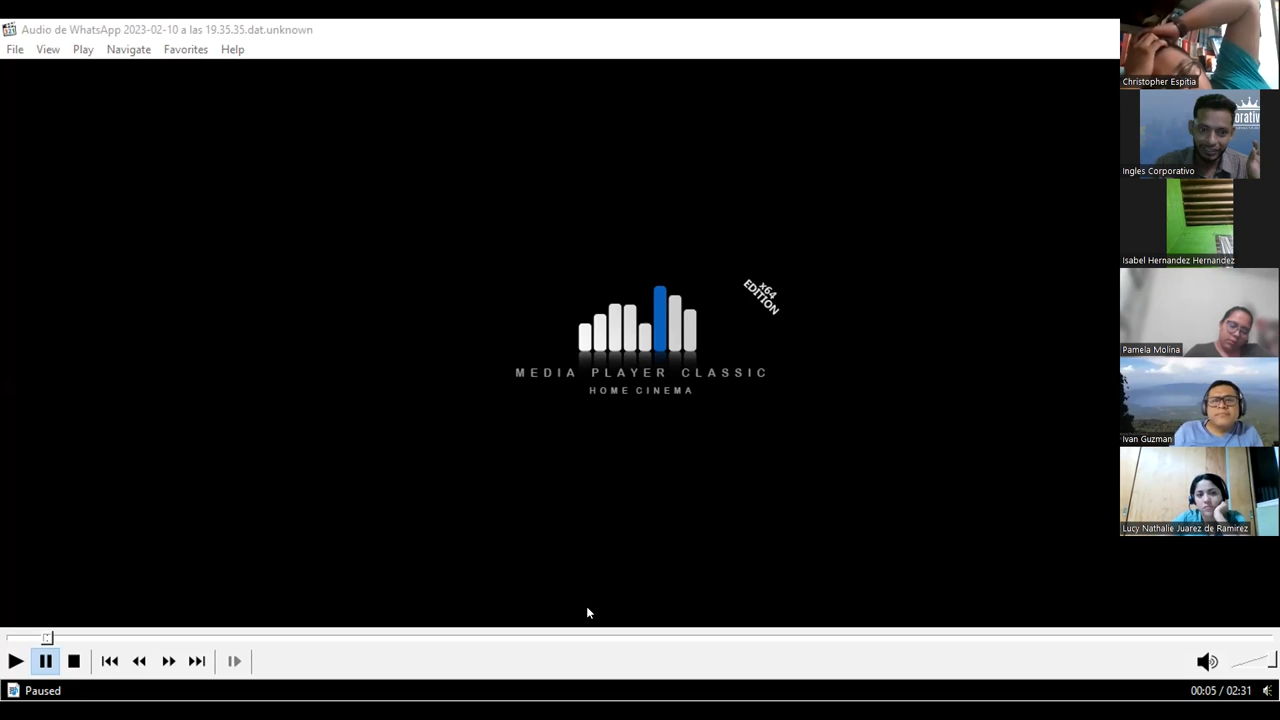 Audio de WhatsApp 2023-02-10 a las 19.35.35.dat.unknown
File View Play Navigate Favorites Help
x64
EDITION
MEDIA PLAYER CLASSIC
HOME CINEMA
Paused
00:05 / 02:31
Christopher Espitia
orativ
Ingles Corporativo
Isabel Hernandez Hernandez
Pamela Molina
Ivan Guzman
Lucy Nathalie Juarez de Ramirez